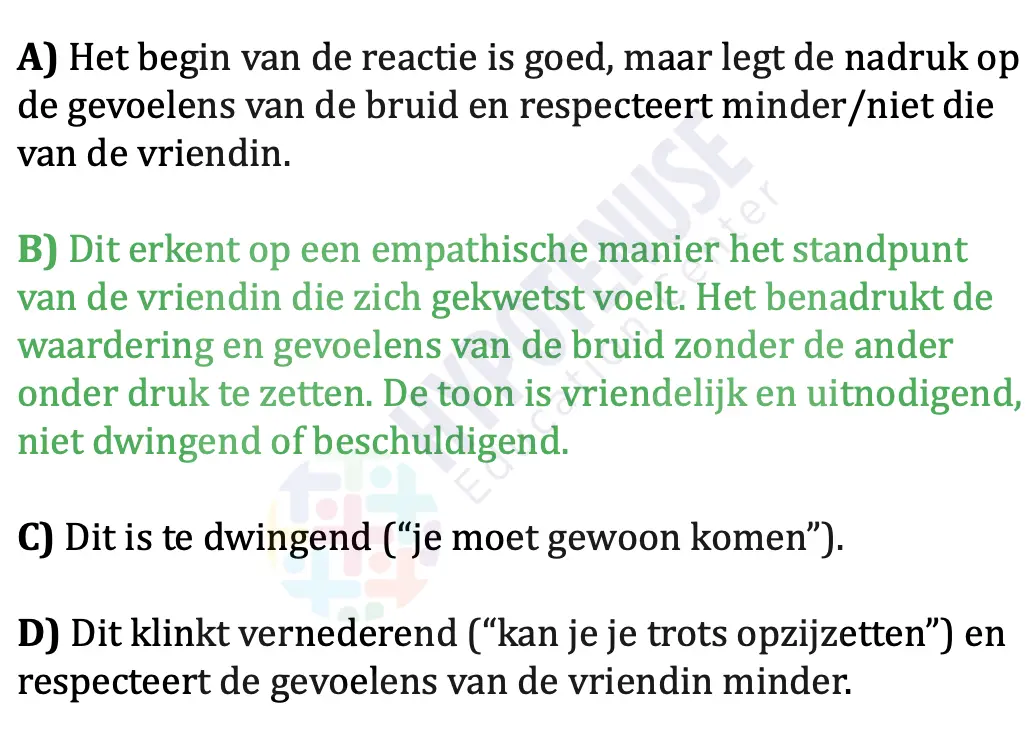 A) Het begin van de reactie is goed, maar legt de nadruk op
de gevoelens van de bruid en respecteert minder/niet die
van de vriendin.
B) Dit erkent op een empathische manier het standpunt
van de vriendin die zich gekwetst voelt. Het benadrukt de
waardering en gevoelens van de bruid zonder de ander
onder druk te zetten. De toon is vriendelijk en uitnodigend,
niet dwingend of beschuldigend.
C) Dit is te dwingend (“je moet gewoon komen”).
D) Dit klinkt vernederend (“kan je je trots opzijzetten”) en
respecteert de gevoelens van de vriendin minder.
HYPOTENUSE
Education Center